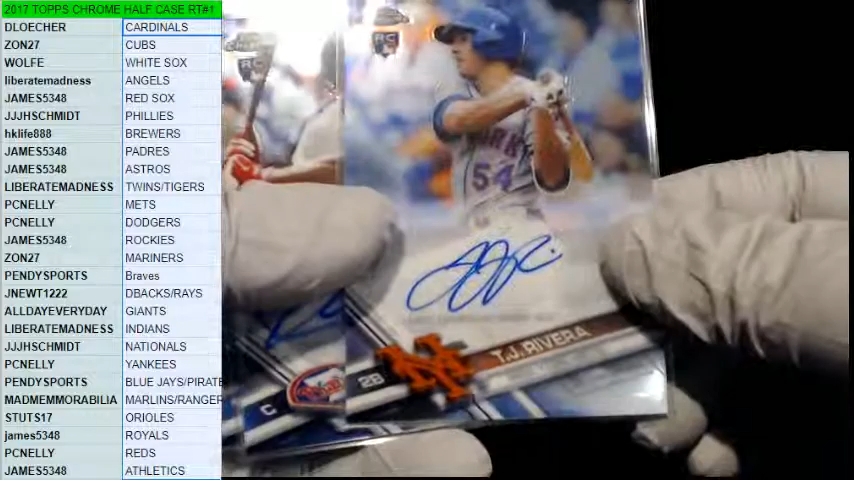 2017 TOPPS CHROME HALF CASE RT#1
DLOECHER CARDINALS
ZON27 CUBS
WOLFE WHITE SOX
liberatemadness ANGELS
JAMES5348 RED SOX
JJJHSCHMIDT PHILLIES
hklife888 BREWERS
JAMES5348 PADRES
JAMES5348 ASTROS
LIBERATEMADNESS TWINS/TIGERS
PCNELLY METS
PCNELLY DODGERS
JAMES5348 ROCKIES
ZON27 MARINERS
PENDYSPORTS Braves
JNEWT1222 DBACKS/RAYS
ALLDAYEVERYDAY GIANTS
LIBERATEMADNESS INDIANS
JJJHSCHMIDT NATIONALS
PCNELLY YANKEES
PENDYSPORTS BLUE JAYS/PIRATE
MADMEMMORABILIA MARLINS/RANGER
STUTS17 ORIOLES
james5348 ROYALS
PCNELLY REDS
JAMES5348 ATHLETICS
RC
RC
54
2B T.J. RIVERA
C